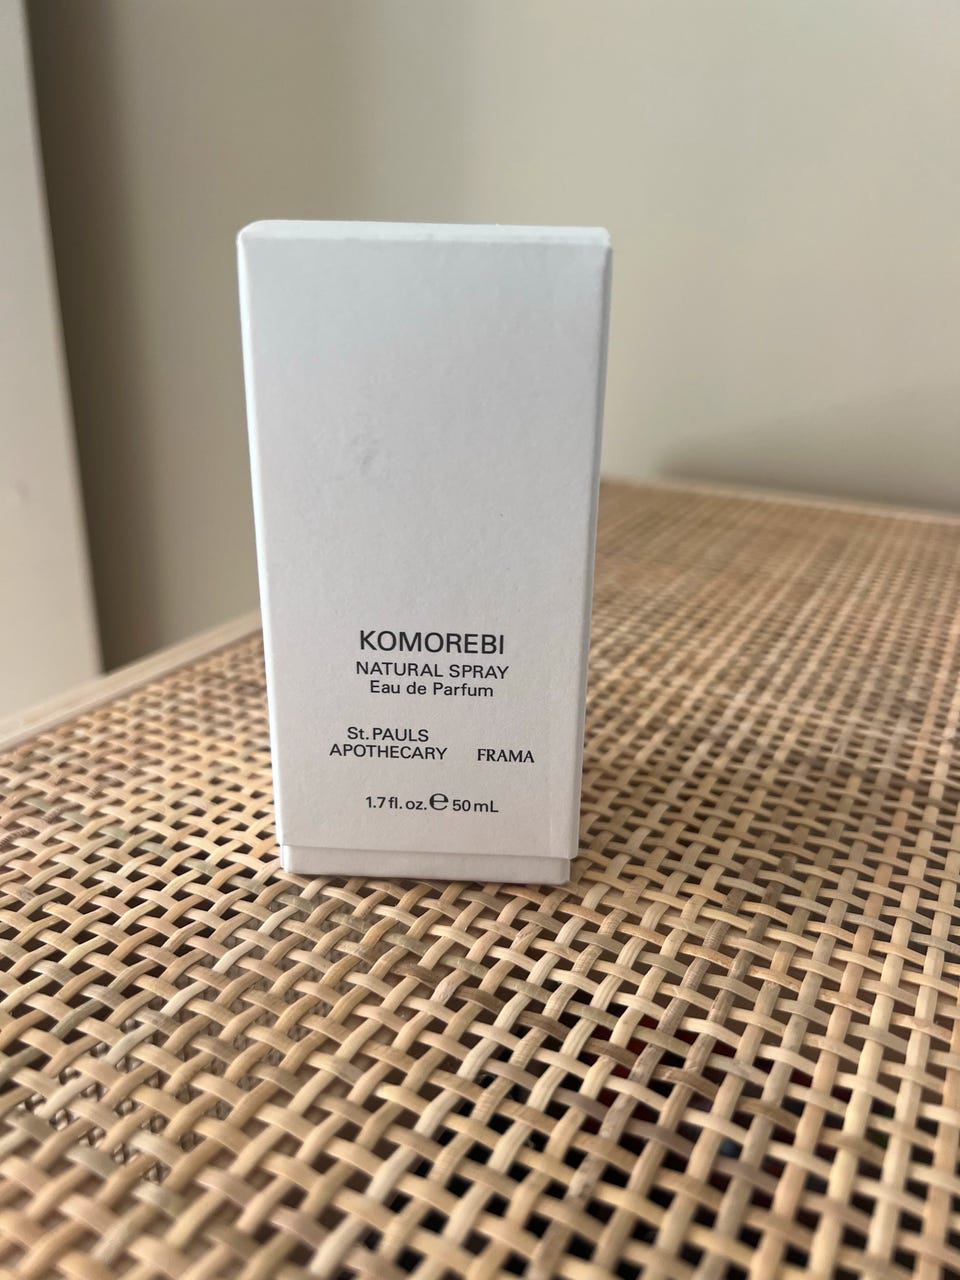 KOMOREBI
NATURAL SPRAY
Eau de Parfum
St. PAULS
APOTHECARY FRAMA
1.7 fl. oz. ℮ 50 mL